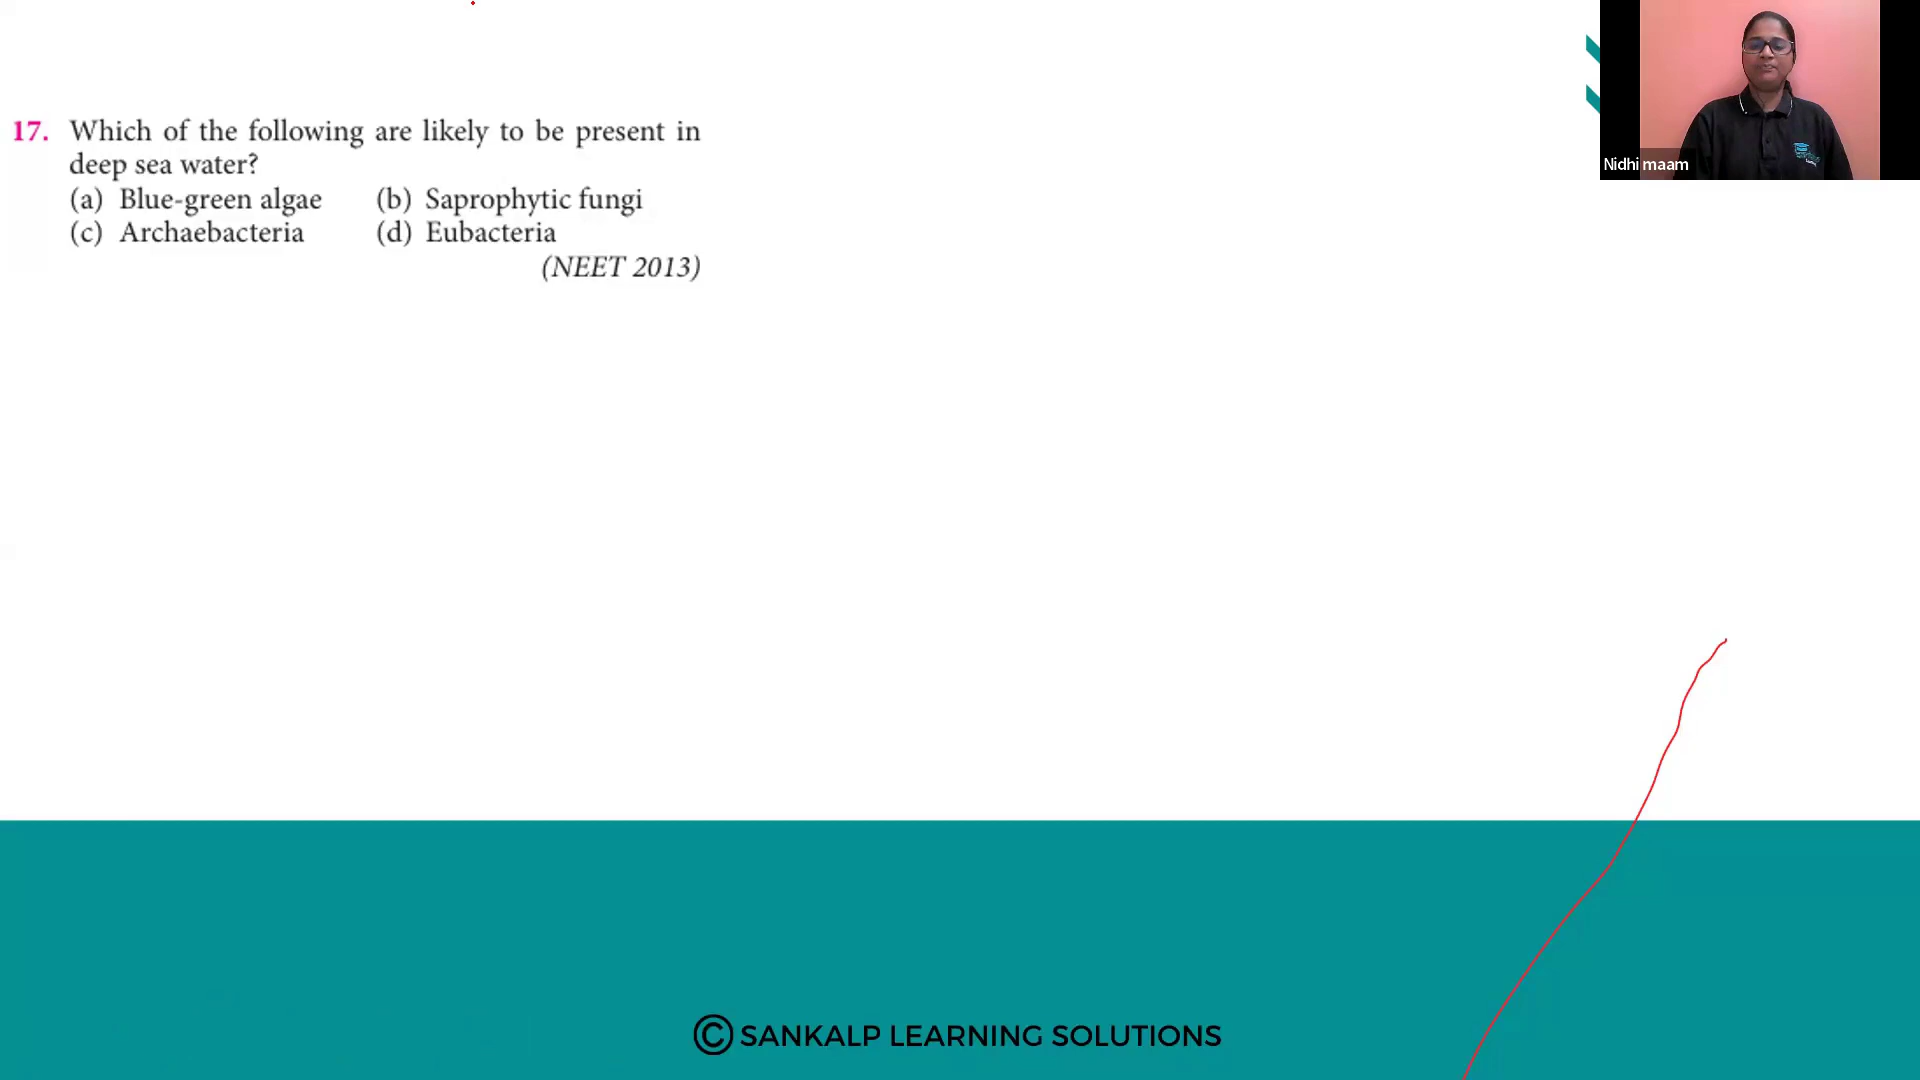 17. Which of the following are likely to be present in
deep sea water?
(a) Blue-green algae (b) Saprophytic fungi
(c) Archaebacteria (d) Eubacteria
(NEET 2013)
Nidhi maam
© SANKALP LEARNING SOLUTIONS